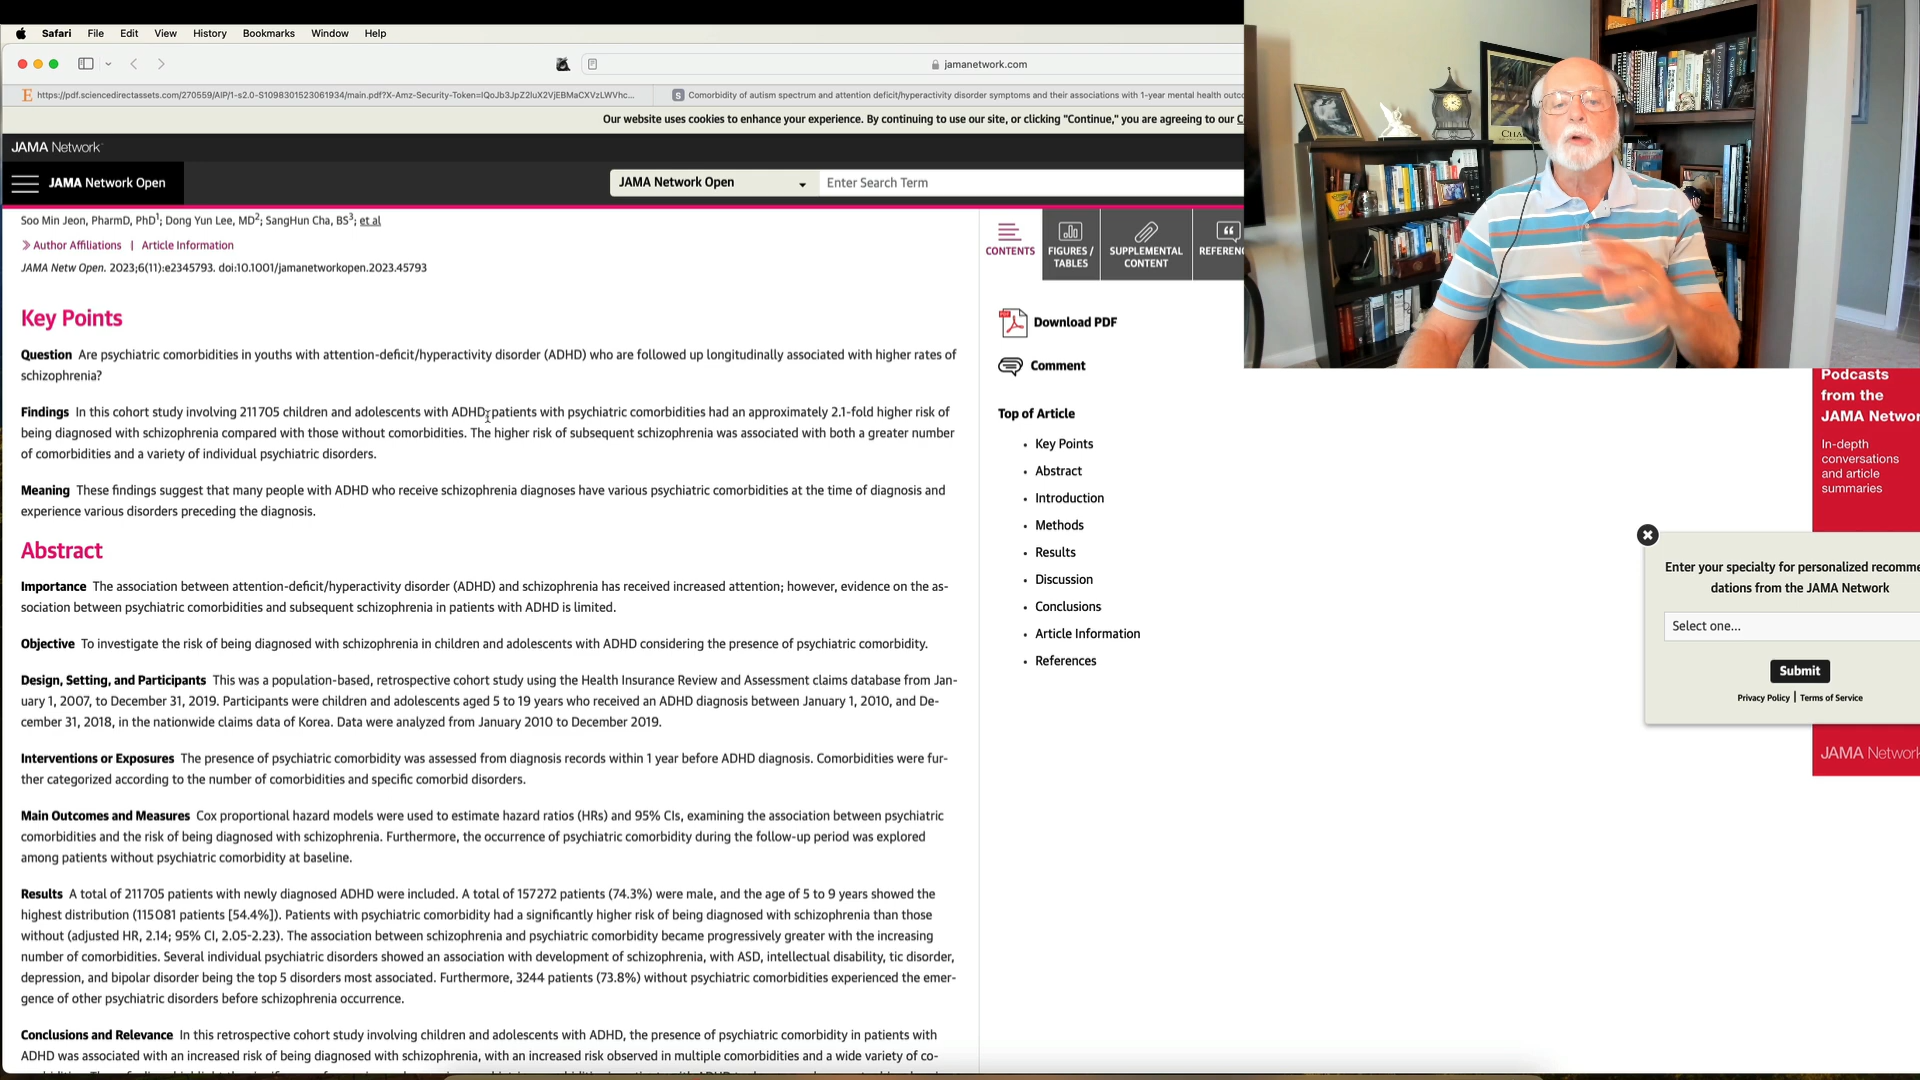 Safari File Edit View History Bookmarks Window Help
jamanetwork.com
https://pdf.sciencedirectassets.com/270559/AIP/1-s2.0-S1098301523061934/main.pdf?X-Amz-Security-Token=IQoJb3JpZ2luX2VjEBMaCXVzLWVhc...
S Comorbidity of autism spectrum and attention deficit/hyperactivity disorder symptoms and their associations with 1-year mental health
Our website uses cookies to enhance your experience. By continuing to use our site, or clicking "Continue," you are agreeing to our
JAMA Network
JAMA Network Open
JAMA Network Open
Enter Search Term
Soo Min Jeon, PharmD, PhD1; Dong Yun Lee, MD2; SangHun Cha, BS3; et al
Author Affiliations | Article Information
JAMA Netw Open. 2023;6(11):e2345793. doi:10.1001/jamanetworkopen.2023.45793
Key Points
Question Are psychiatric comorbidities in youths with attention-deficit/hyperactivity disorder (ADHD) who are followed up longitudinally associated with higher rates of
schizophrenia?
Findings In this cohort study involving 211705 children and adolescents with ADHD, patients with psychiatric comorbidities had an approximately 2.1-fold higher risk of
being diagnosed with schizophrenia compared with those without comorbidities. The higher risk of subsequent schizophrenia was associated with both a greater number
of comorbidities and a variety of individual psychiatric disorders.
Meaning These findings suggest that many people with ADHD who receive schizophrenia diagnoses have various psychiatric comorbidities at the time of diagnosis and
experience various disorders preceding the diagnosis.
Abstract
Importance The association between attention-deficit/hyperactivity disorder (ADHD) and schizophrenia has received increased attention; however, evidence on the as-
sociation between psychiatric comorbidities and subsequent schizophrenia in patients with ADHD is limited.
Objective To investigate the risk of being diagnosed with schizophrenia in children and adolescents with ADHD considering the presence of psychiatric comorbidity.
Design, Setting, and Participants This was a population-based, retrospective cohort study using the Health Insurance Review and Assessment claims database from Jan-
uary 1, 2007, to December 31, 2019. Participants were children and adolescents aged 5 to 19 years who received an ADHD diagnosis between January 1, 2010, and De-
cember 31, 2018, in the nationwide claims data of Korea. Data were analyzed from January 2010 to December 2019.
Interventions or Exposures The presence of psychiatric comorbidity was assessed from diagnosis records within 1 year before ADHD diagnosis. Comorbidities were fur-
ther categorized according to the number of comorbidities and specific comorbid disorders.
Main Outcomes and Measures Cox proportional hazard models were used to estimate hazard ratios (HRs) and 95% CIs, examining the association between psychiatric
comorbidities and the risk of being diagnosed with schizophrenia. Furthermore, the occurrence of psychiatric comorbidity during the follow-up period was explored
among patients without psychiatric comorbidity at baseline.
Results A total of 211705 patients with newly diagnosed ADHD were included. A total of 157272 patients (74.3%) were male, and the age of 5 to 9 years showed the
highest distribution (115081 patients [54.4%]). Patients with psychiatric comorbidity had a significantly higher risk of being diagnosed with schizophrenia than those
without (adjusted HR, 2.14; 95% CI, 2.05-2.23). The association between schizophrenia and psychiatric comorbidity became progressively greater with the increasing
number of comorbidities. Several individual psychiatric disorders showed an association with development of schizophrenia, with ASD, intellectual disability, tic disorder,
depression, and bipolar disorder being the top 5 disorders most associated. Furthermore, 3244 patients (73.8%) without psychiatric comorbidities experienced the emer-
gence of other psychiatric disorders before schizophrenia occurrence.
Conclusions and Relevance In this retrospective cohort study involving children and adolescents with ADHD, the presence of psychiatric comorbidity in patients with
ADHD was associated with an increased risk of being diagnosed with schizophrenia, with an increased risk observed in multiple comorbidities and a wide variety of co-
CONTENTS
FIGURES /
TABLES
SUPPLEMENTAL
CONTENT
REFERENC
Download PDF
Comment
Top of Article
Key Points
Abstract
Introduction
Methods
Results
Discussion
Conclusions
Article Information
References
Podcasts
from the
JAMA Networ
In-depth
conversations
and article
summaries
Enter your specialty for personalized recomme
dations from the JAMA Network
Select one...
Submit
Privacy Policy | Terms of Service
JAMA Network